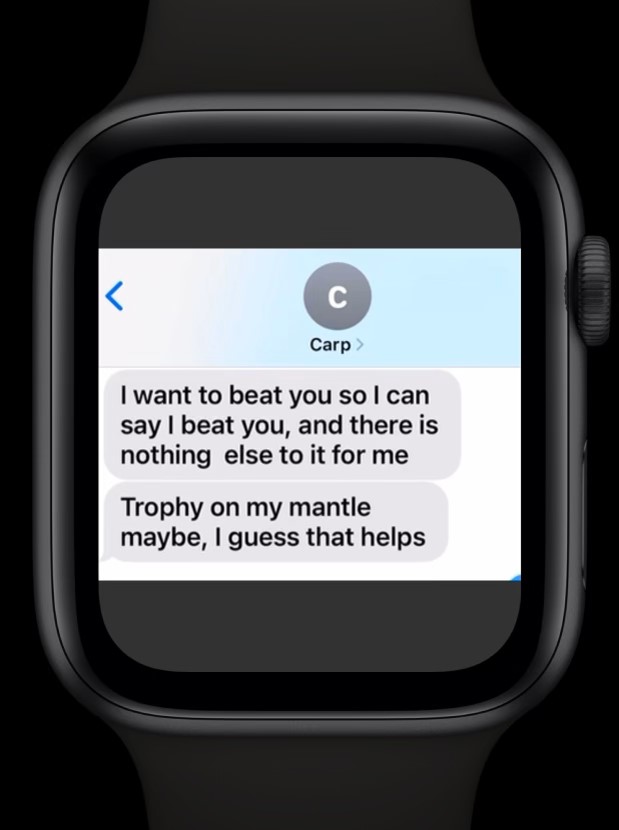 C
Carp
I want to beat you so I can
say I beat you, and there is
nothing  else to it for me
Trophy on my mantle
maybe, I guess that helps